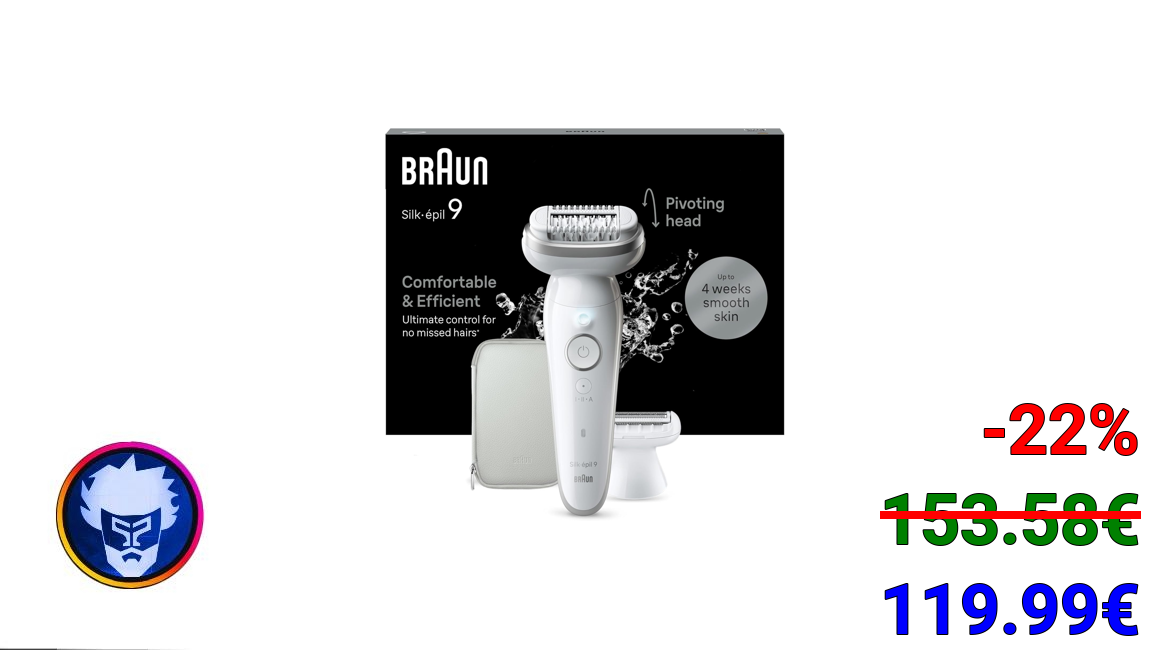 BRAUN
Silk·épil 9
Pivoting
head
Comfortable
& Efficient
Ultimate control for
no missed hairs*
Up to
4 weeks
smooth
skin
Silk·épil 9
BRAUN
-22%
153.58€
119.99€